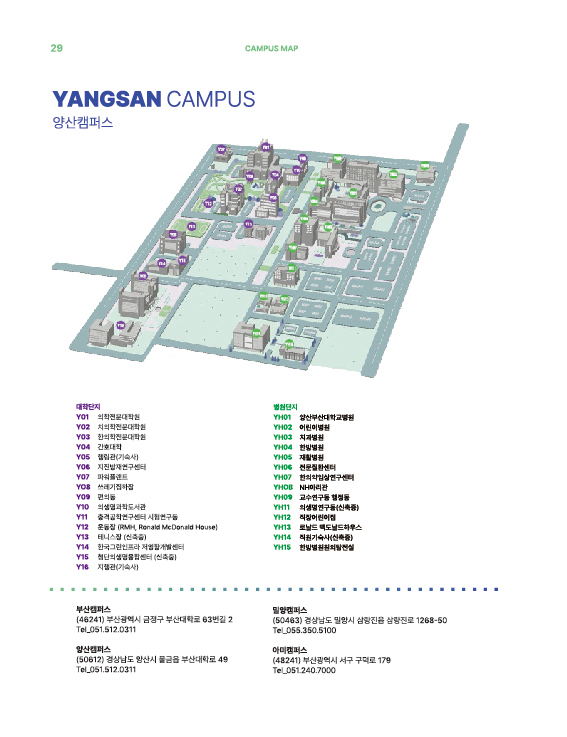 29
CAMPUS MAP
YANGSAN CAMPUS
양산캠퍼스
대학단지
Y01 의학전문대학원
Y02 치의학전문대학원
Y03 한의학전문대학원
Y04 간호대학
Y05 행림관(기숙사)
Y06 지진방재연구센터
Y07 파워플랜트
Y08 쓰레기집하장
Y09 편의동
Y10 의생명과학도서관
Y11 충격공학연구센터 시험연구동
Y12 운동장 (RMH, Ronald McDonald House)
Y13 테니스장 (신축중)
Y14 한국그린인프라 저영향개발센터
Y15 첨단의생명융합센터 (신축중)
Y16 지행관(기숙사)
병원단지
YH01 양산부산대학교병원
YH02 어린이병원
YH03 치과병원
YH04 한방병원
YH05 재활병원
YH06 전문질환센터
YH07 한의약임상연구센터
YH08 NH하리관
YH09 교수연구동 행정동
YH11 의생명연구동(신축중)
YH12 직장어린이집
YH13 로날드 맥도날드하우스
YH14 직원기숙사(신축중)
YH15 한방병원원외탕전실
부산캠퍼스
(46241) 부산광역시 금정구 부산대학로 63번길 2
Tel_051.512.0311
양산캠퍼스
(50612) 경상남도 양산시 물금읍 부산대학로 49
Tel_051.512.0311
밀양캠퍼스
(50463) 경상남도 밀양시 삼랑진읍 삼랑진로 1268-50
Tel_055.350.5100
아미캠퍼스
(48241) 부산광역시 서구 구덕로 179
Tel_051.240.7000